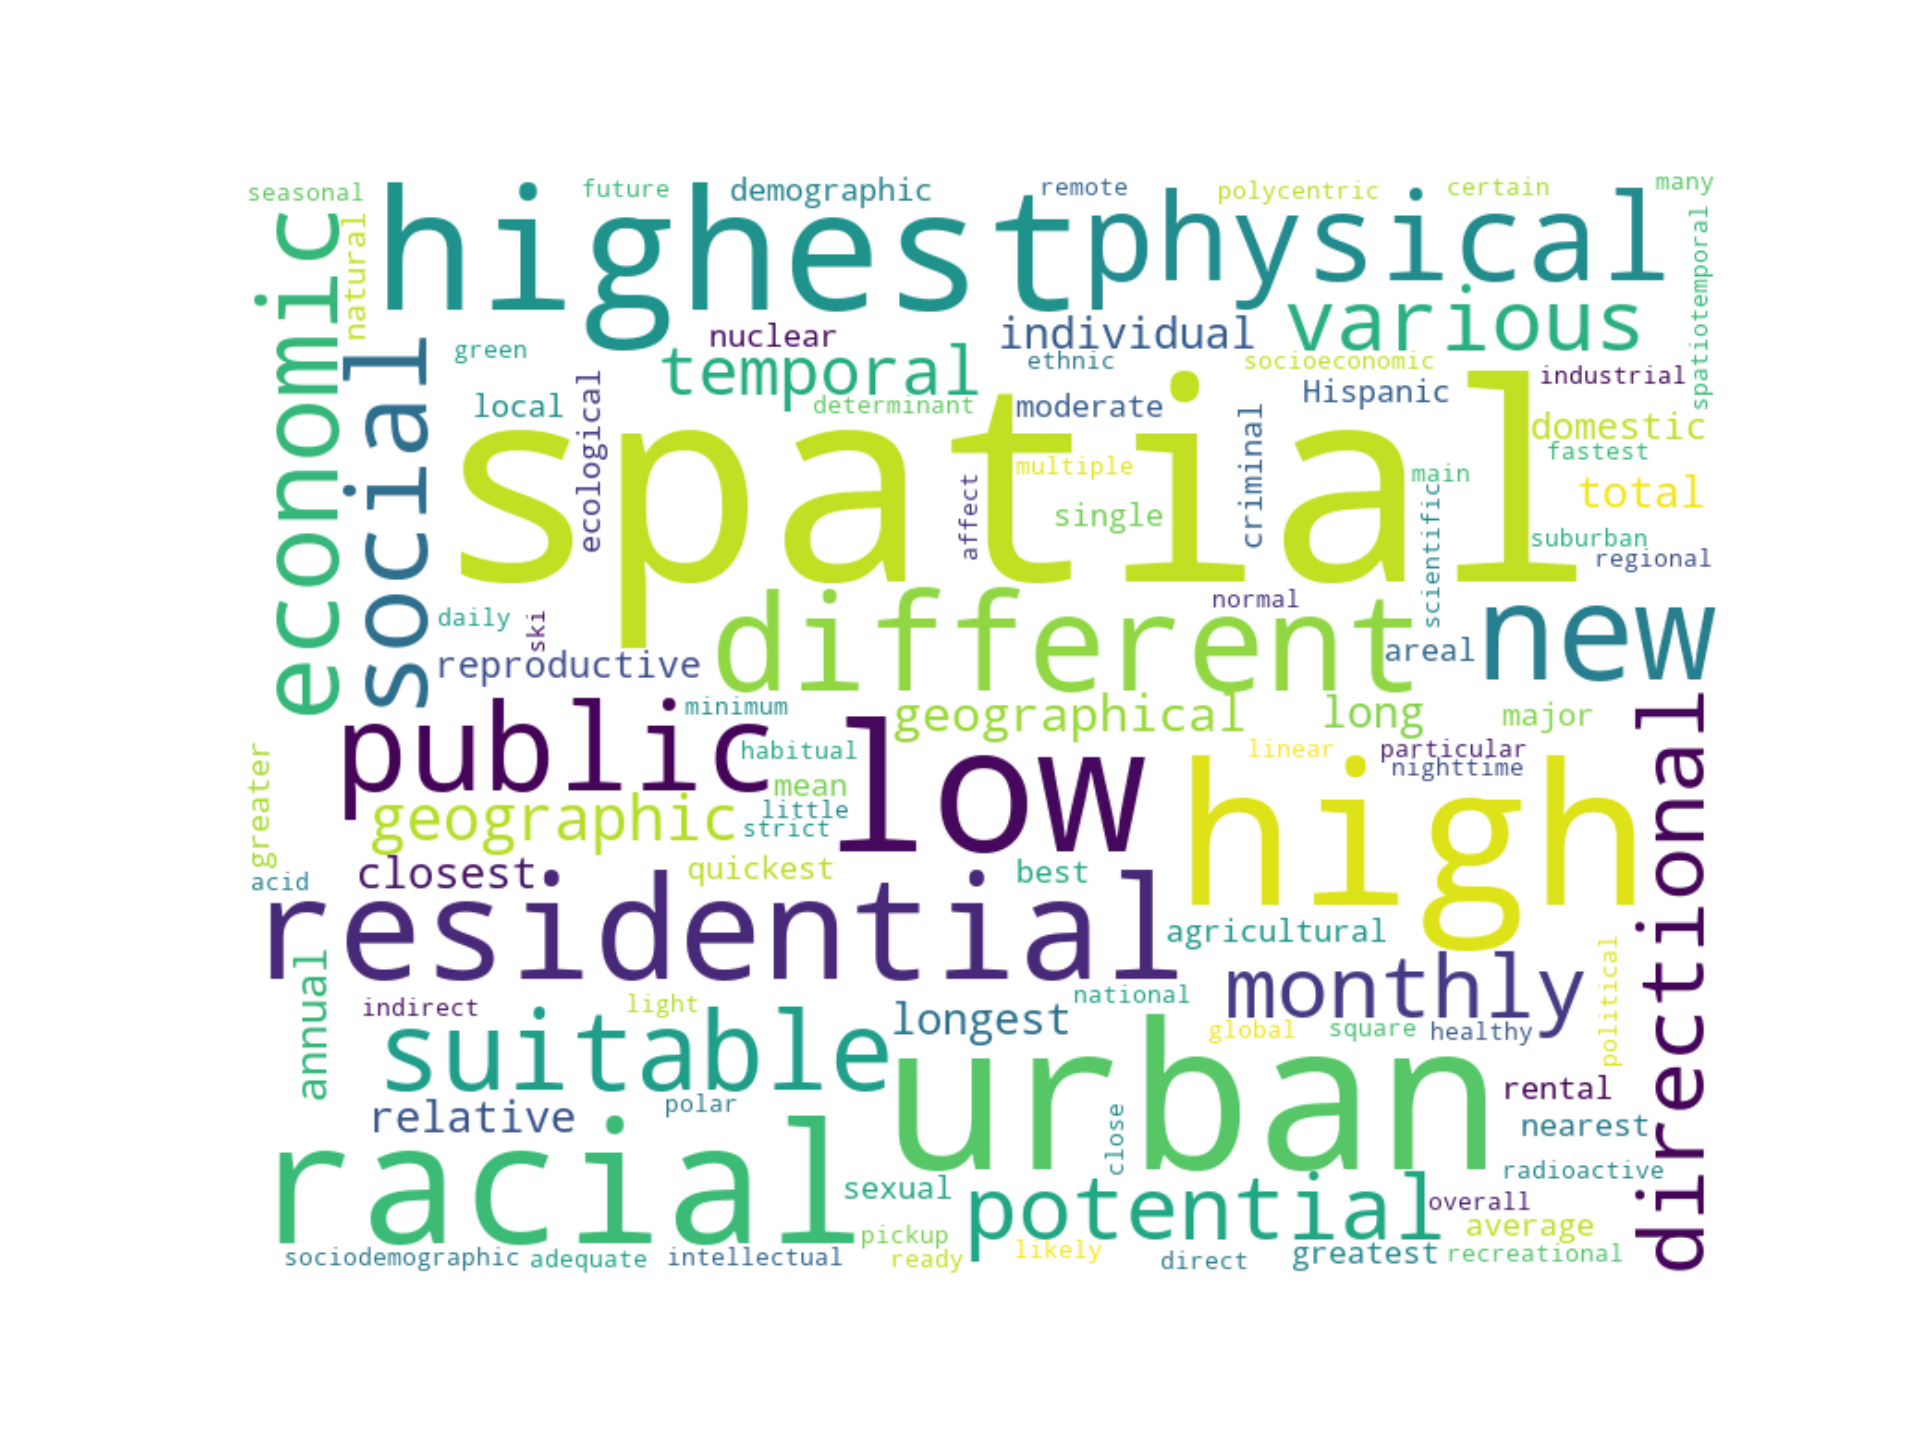 seasonal
future
demographic
remote
polycentric
certain
many
economic
natural
highest
physical
spatiotemporal
social
green
nuclear
temporal
individual
ethnic
various
socioeconomic
industrial
local
ecological
determinant
moderate
Hispanic
domestic
fastest
spatial
multiple
criminal
main
total
affect
single
scientific
suburban
regional
daily
ski
different
normal
new
reproductive
areal
public
minimum
geographical
long
major
directional
greater
habitual
low
linear
particular
nighttime
high
geographic
mean
little
strict
closest
quickest
best
acid
residential
agricultural
annual
monthly
political
indirect
light
national
suitable
longest
global
square
healthy
urban
relative
polar
close
rental
nearest
racial
sexual
potential
radioactive
overall
pickup
average
sociodemographic
adequate
intellectual
ready
likely
direct
greatest
recreational